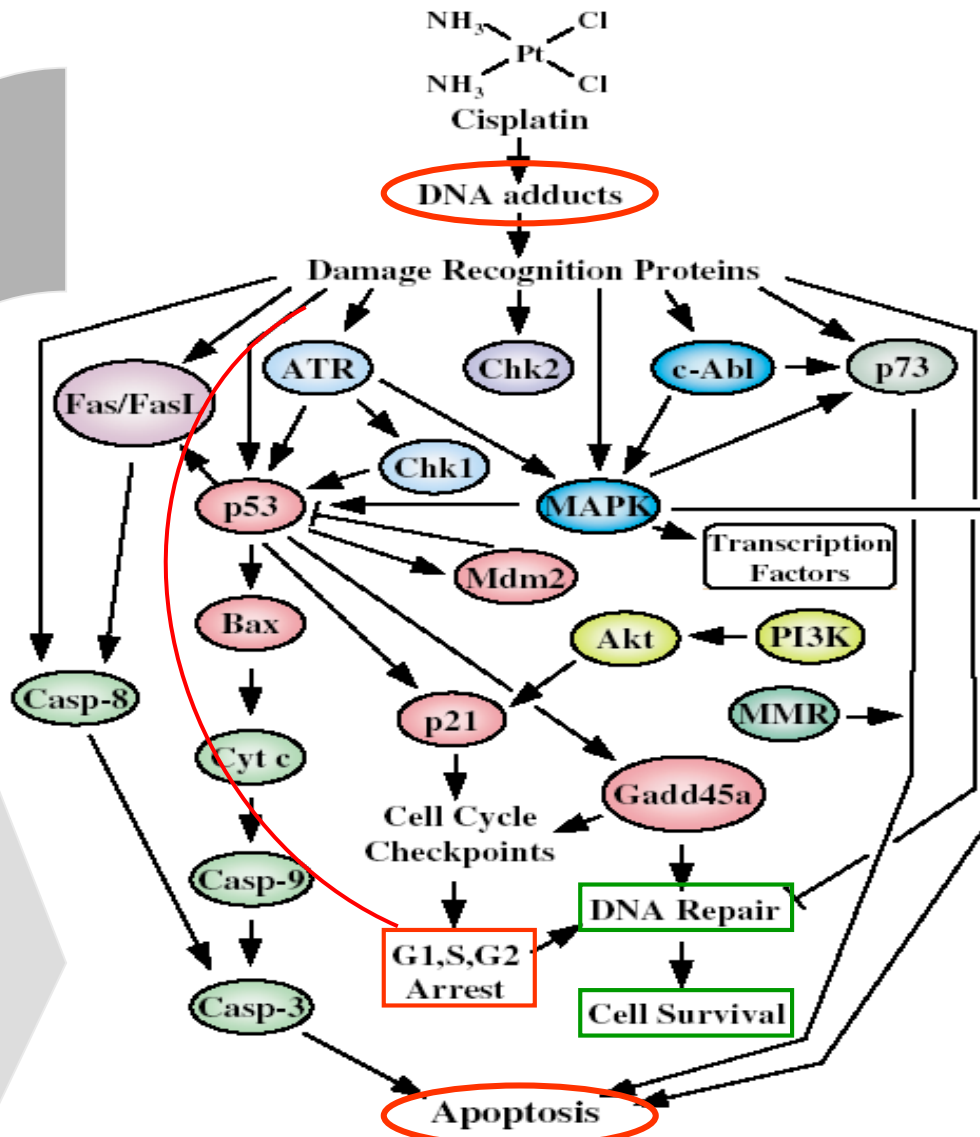 NH₃ Cl
Pt
NH₃ Cl
Cisplatin
DNA adducts
Damage Recognition Proteins
ATR
Chk2
c-Abl
p73
Fas/FasL
Chk1
p53
MAPK
Transcription
Factors
Mdm2
Bax
Akt
PI3K
Casp-8
p21
MMR
Cyt c
Gadd45a
Cell Cycle
Checkpoints
Casp-9
DNA Repair
G1,S,G2
Arrest
Casp-3
Cell Survival
Apoptosis